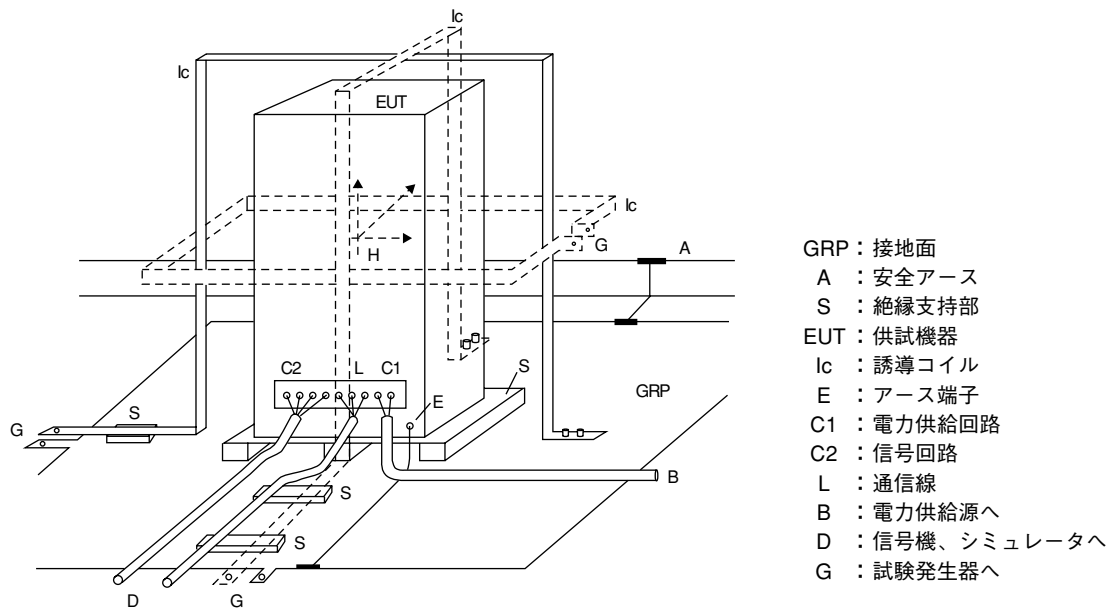 Ic
Ic
EUT
Ic
G
A
H
C2
L
C1
S
E
GRP
G
S
B
S
S
D
G
GRP：接地面
A：安全アース
S：絶縁支持部
EUT：供試機器
Ic：誘導コイル
E：アース端子
C1：電力供給回路
C2：信号回路
L：通信線
B：電力供給源へ
D：信号機、シミュレータへ
G：試験発生器へ